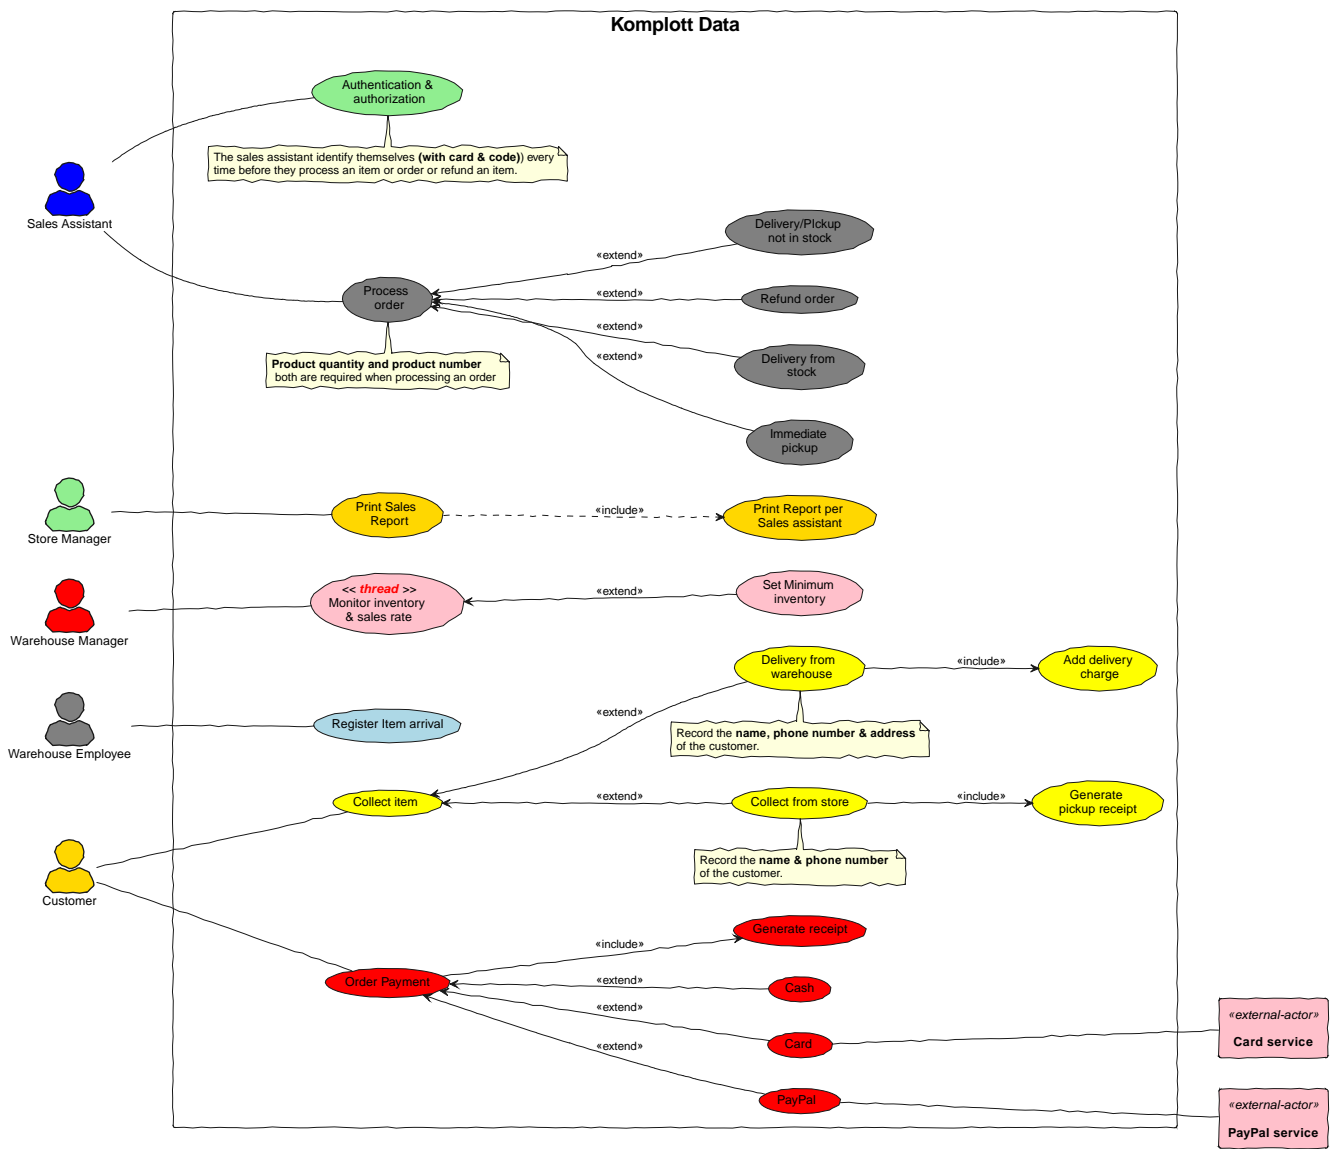 Komplott Data
Authentication &
authorization
The sales assistant identify themselves (with card & code)) every
time before they process an item or order or refund an item.
Sales Assistant
Delivery/PIckup
not in stock
«extend»
Process
order
«extend»
Refund order
«extend»
«extend»
Delivery from
stock
Product quantity and product number
both are required when processing an order
Immediate
pickup
Store Manager
Print Sales
Report
«include»
Print Report per
Sales assistant
Warehouse Manager
<< thread >>
Monitor inventory
& sales rate
«extend»
Set Minimum
inventory
Delivery from
warehouse
«include»
Add delivery
charge
«extend»
Record the name, phone number & address
of the customer.
Warehouse Employee
Register Item arrival
Collect item
«extend»
Collect from store
«include»
Generate
pickup receipt
Record the name & phone number
of the customer.
Customer
Generate receipt
«include»
Order Payment
«extend»
Cash
«extend»
Card
«external-actor»
Card service
«extend»
PayPal
«external-actor»
PayPal service